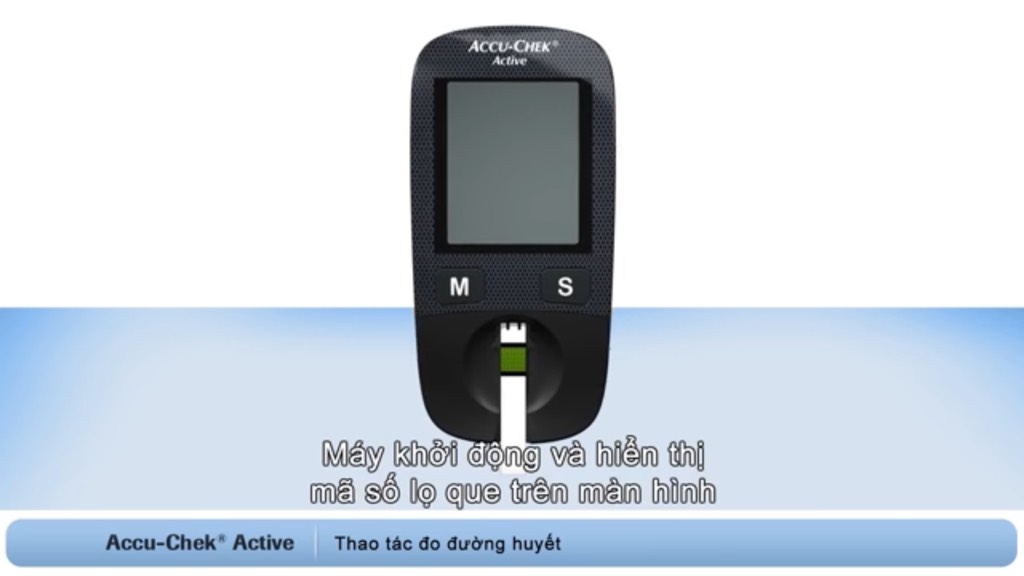 ACCU-CHEK®
Active
M
S
Máy khởi động và hiển thị
mã số lọ que trên màn hình
Accu-Chek® Active
Thao tác đo đường huyết